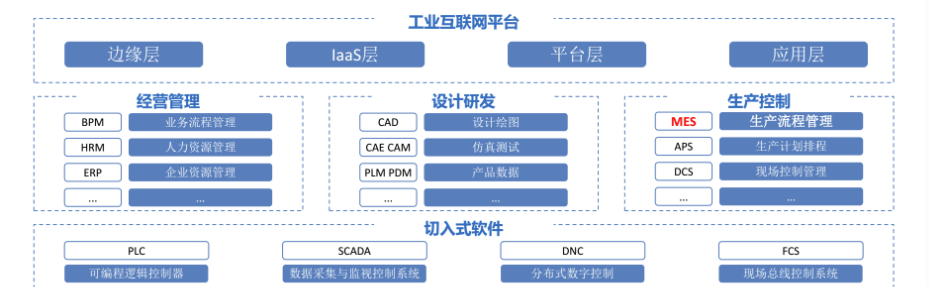 工业互联网平台
边缘层 IaaS层 平台层 应用层
经营管理 设计研发 生产控制
BPM 业务流程管理 CAD 设计绘图 MES 生产流程管理
HRM 人力资源管理 CAE CAM 仿真测试 APS 生产计划排程
ERP 企业资源管理 PLM PDM 产品数据 DCS 现场控制管理
... ... ... ... ... ...
切入式软件
PLC SCADA DNC FCS
可编程逻辑控制器 数据采集与监视控制系统 分布式数字控制 现场总线控制系统